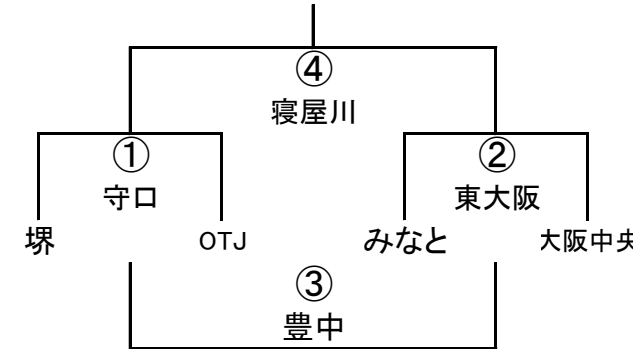 ④
寝屋川
①
守口
②
東大阪
堺
OTJ
みなと
大阪中央
③
豊中